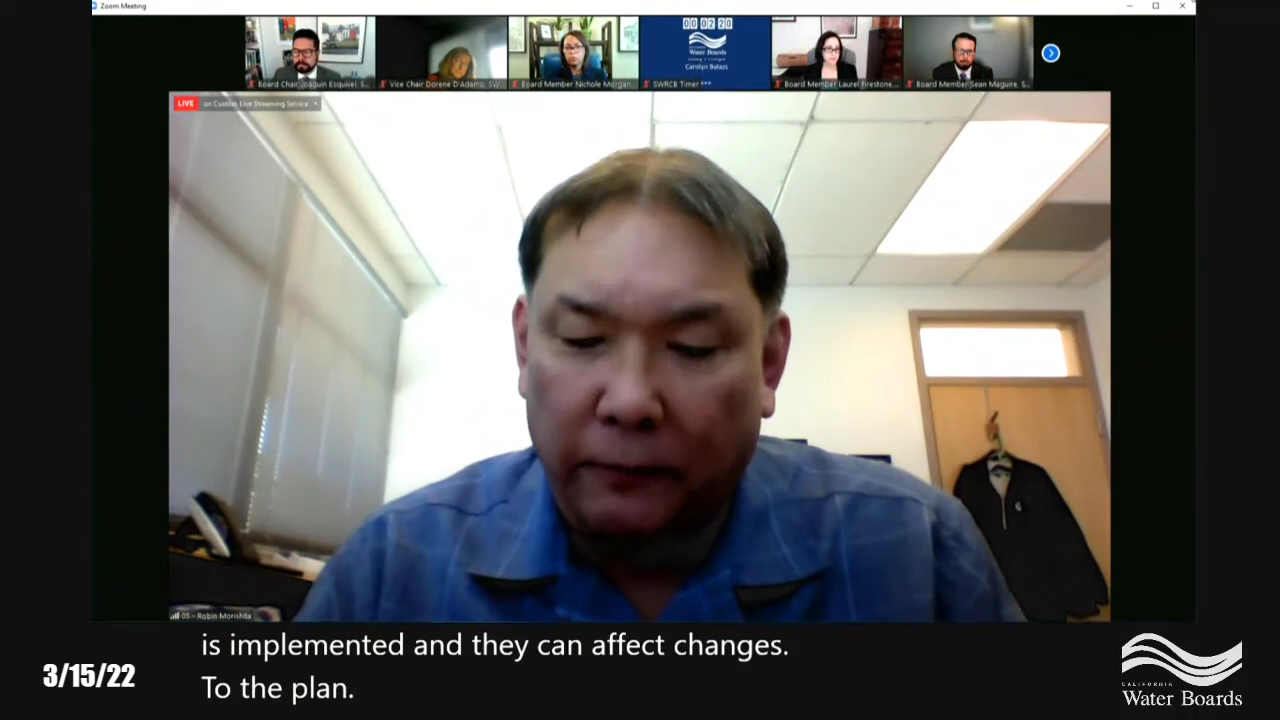 Zoom Meeting
Board Chair Joaquin Esquivel, S...
Vice Chair Dorene D'Adamo, SW...
Board Member Nichole Morgan...
00:02:20
Water Boards
Carolyn Balazs
SWRCB Timer ***
Board Member Laurel Firestone,...
Board Member Sean Maguire, S...
LIVE on Custom Live Streaming Service
05 - Robin Morishita
is implemented and they can affect changes.
To the plan.
3/15/22
CALIFORNIA
Water Boards